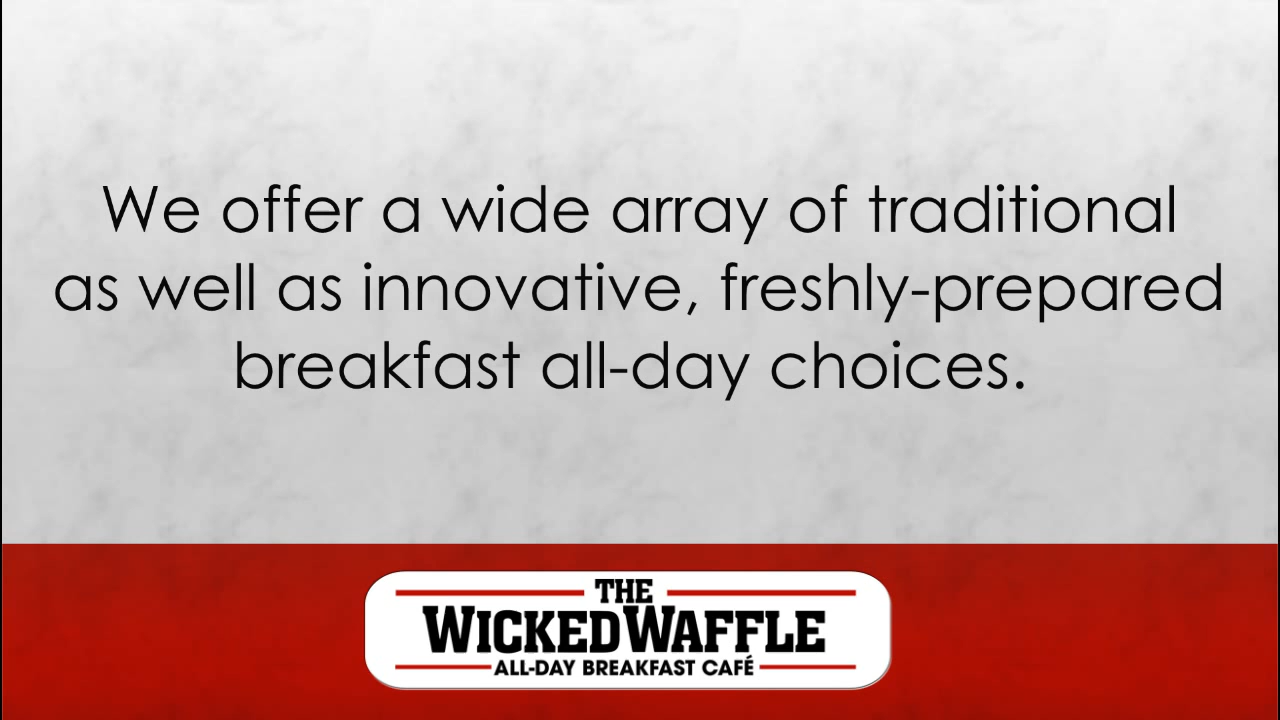 We offer a wide array of traditional
as well as innovative, freshly-prepared
breakfast all-day choices.
THE
WICKED WAFFLE
ALL-DAY BREAKFAST CAFÉ